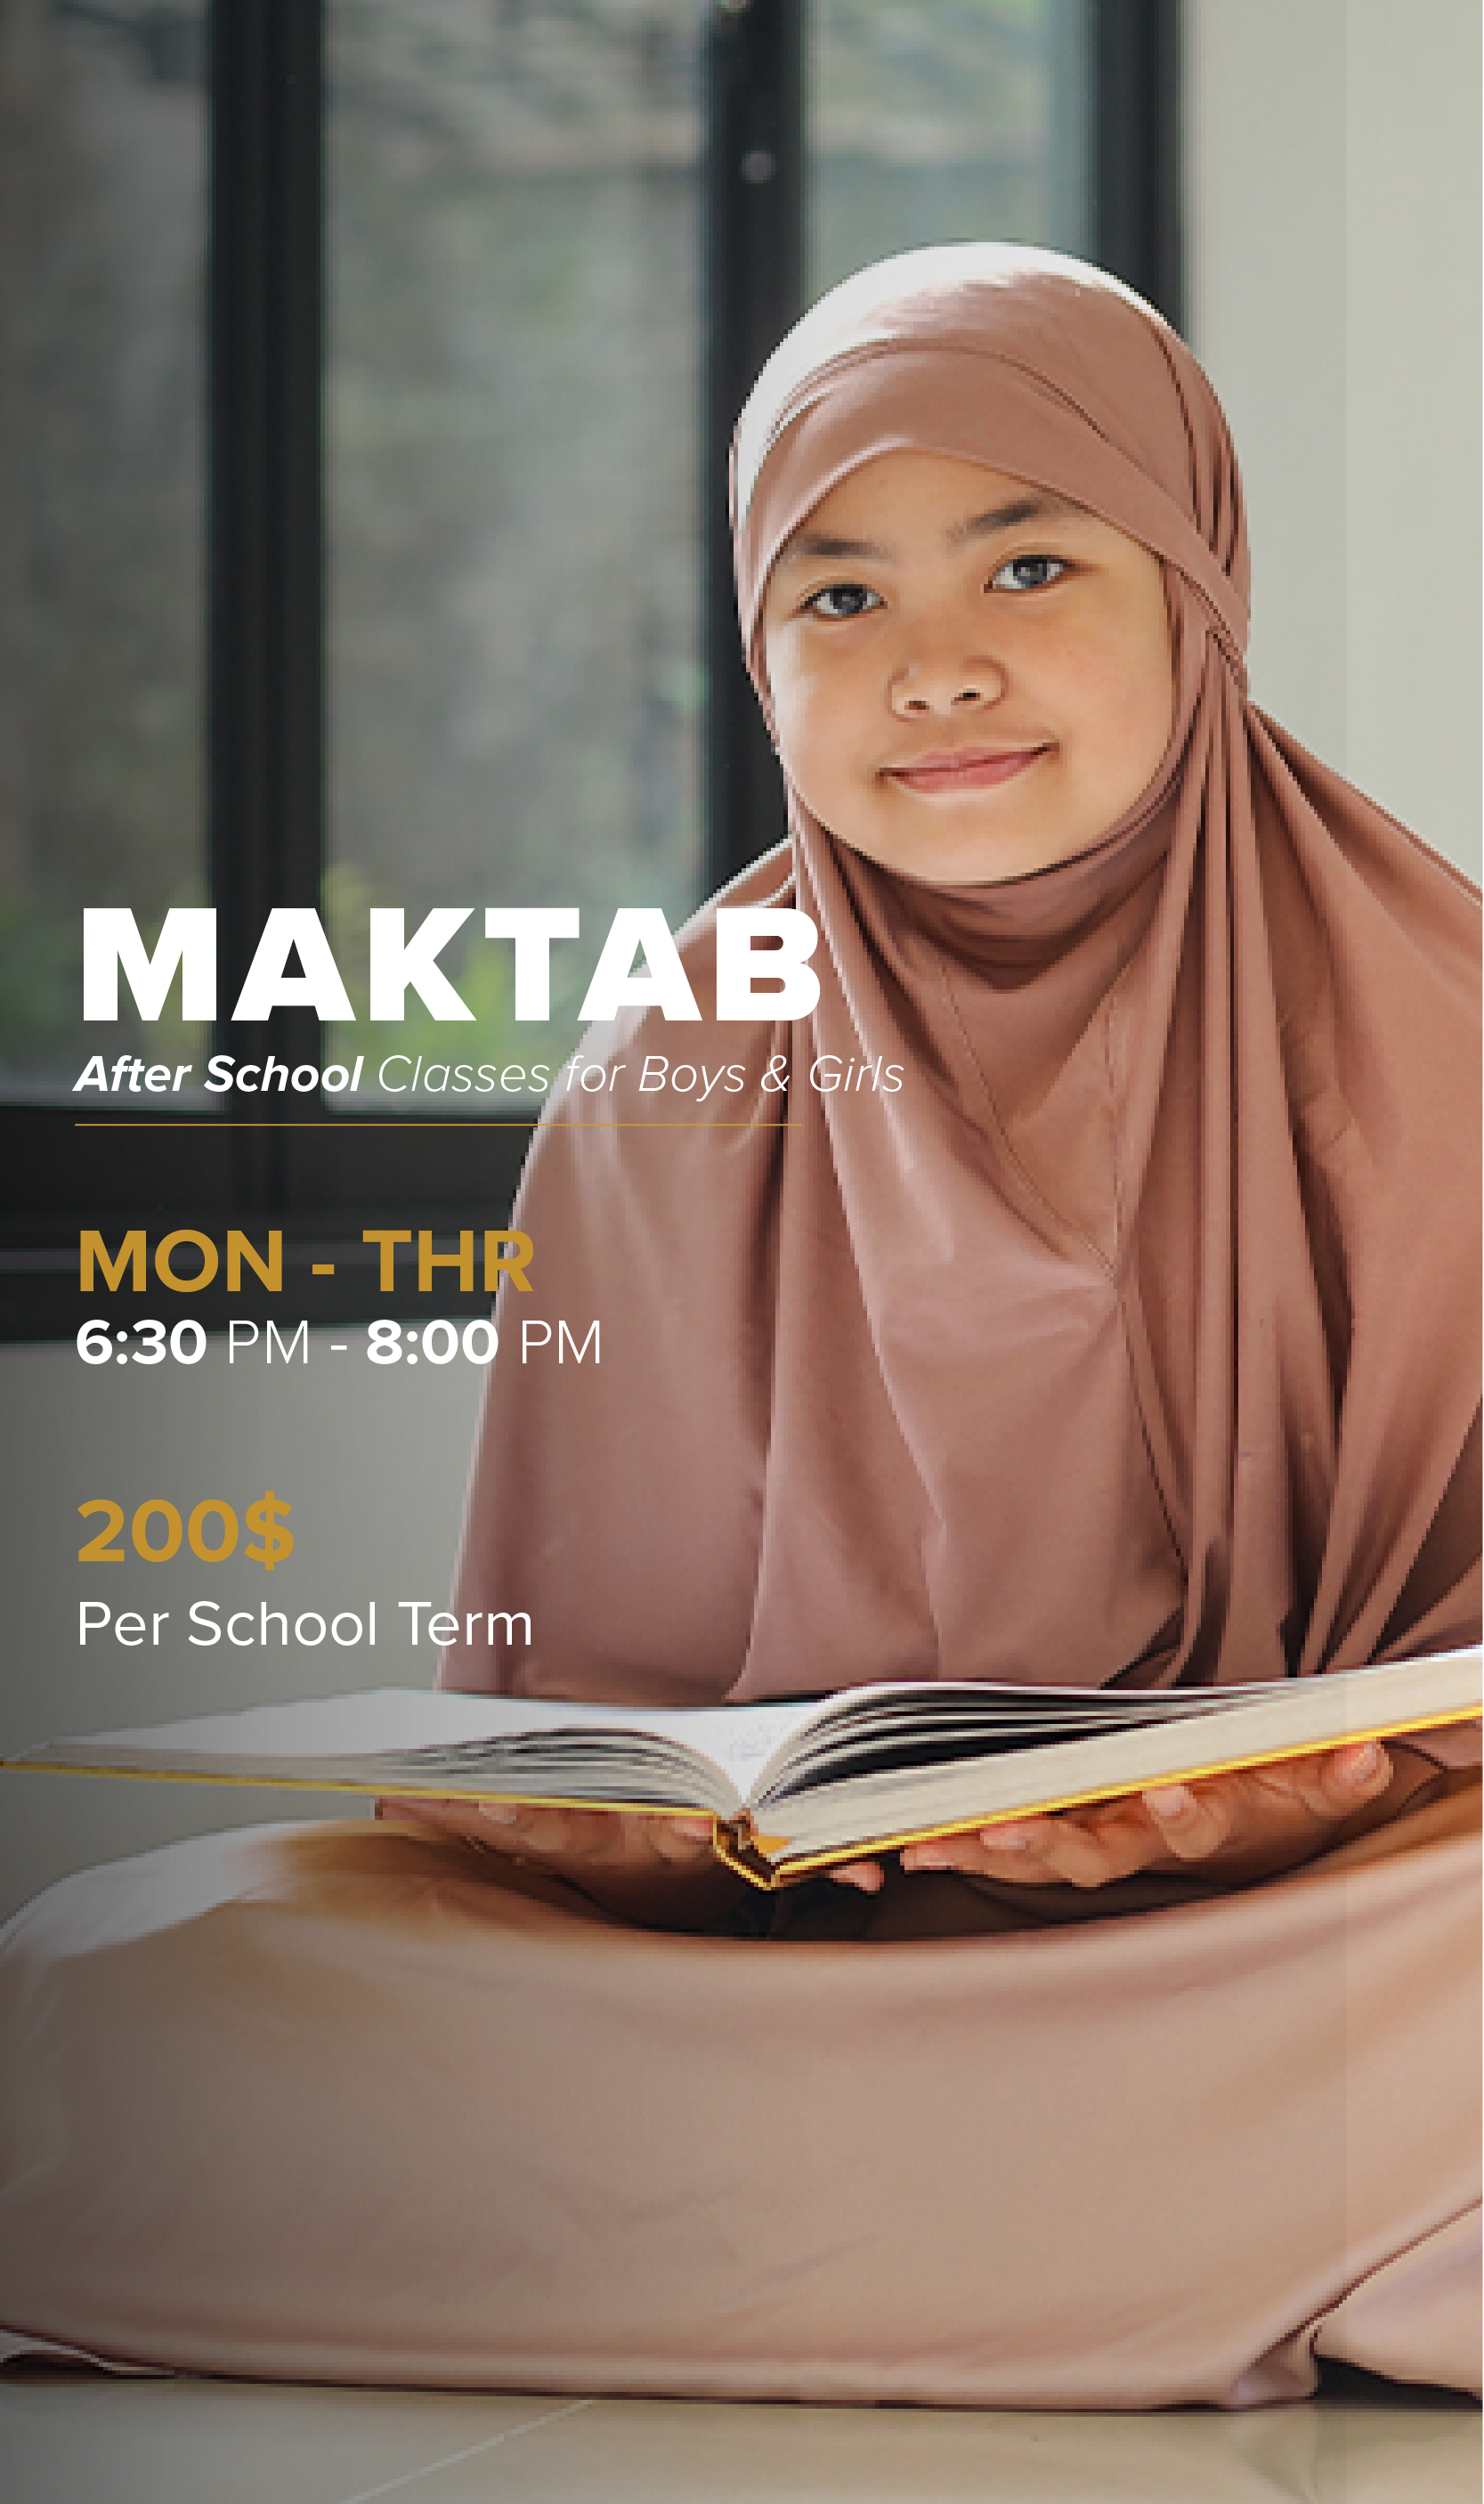 MAKTAB
After School Classes for Boys & Girls
MON - THR
6:30 PM - 8:00 PM
200$
Per School Term